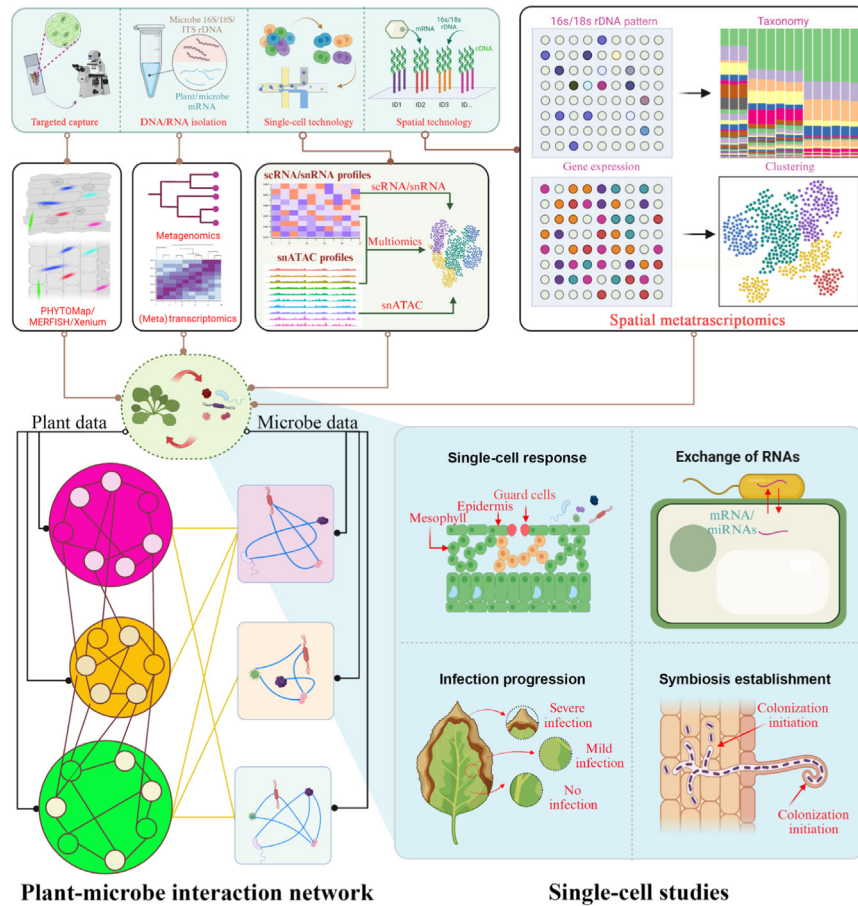 Microbe 16S/18S/
ITS rDNA
Plant/microbe
mRNA
Targeted capture
DNA/RNA isolation
Single-cell technology
mRNA
16s/18s
rDNA
cDNA
ID1
ID2
ID3
ID...
Spatial technology
16s/18s rDNA pattern
Taxonomy
Gene expression
Clustering
Spatial metatrascriptomics
PHYTOMap/
MERFISH/Xenium
Metagenomics
(Meta)transcriptomics
scRNA/snRNA profiles
scRNA/snRNA
Multiomics
snATAC profiles
snATAC
Plant data
Microbe data
Single-cell response
Guard cells
Epidermis
Mesophyll
Exchange of RNAs
mRNA/
miRNAs
Infection progression
Severe
infection
Mild
infection
No
infection
Symbiosis establishment
Colonization
initiation
Colonization
initiation
Plant-microbe interaction network
Single-cell studies